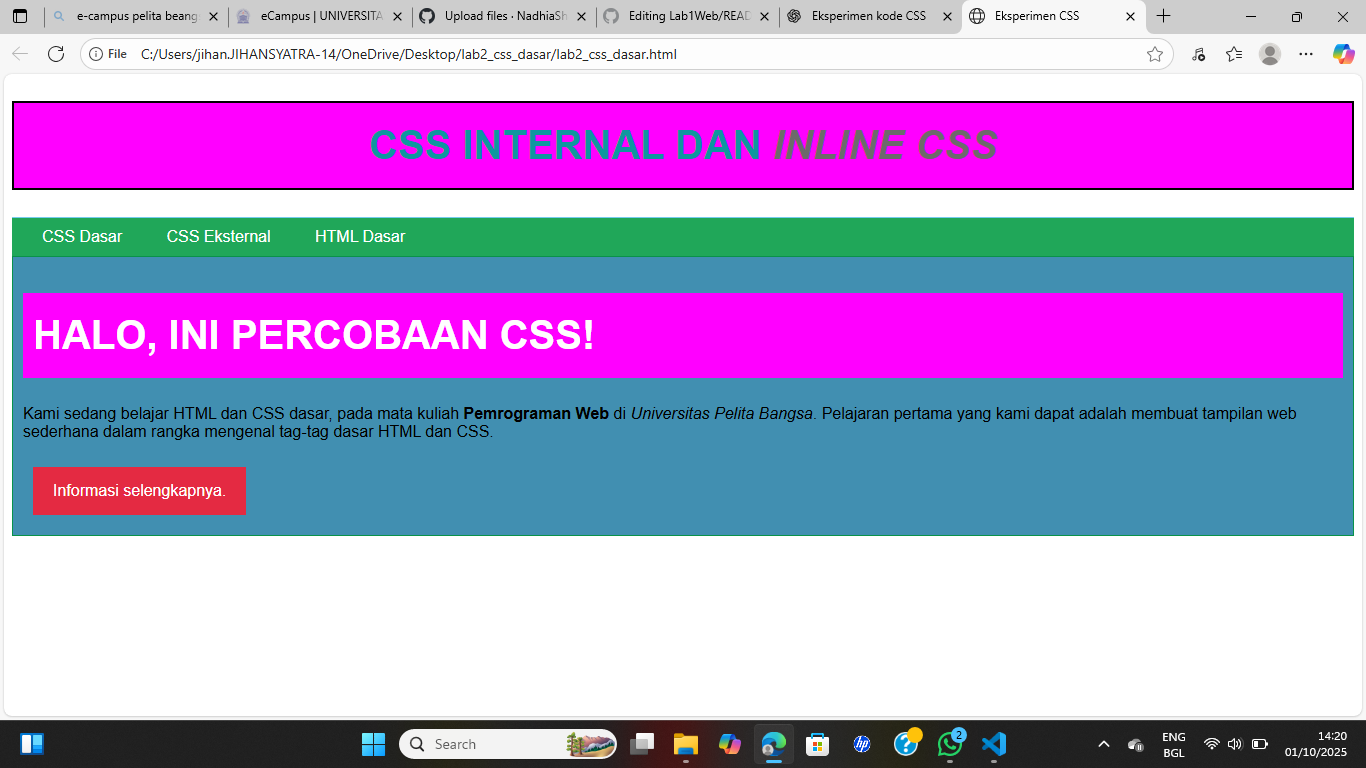 e-campus pelita beang
eCampus | UNIVERSITA
Upload files · NadhiaSh
Editing Lab1Web/READ
Eksperimen kode CSS
Eksperimen CSS
File C:/Users/jihan.JIHANSYATRA-14/OneDrive/Desktop/lab2_css_dasar/lab2_css_dasar.html
CSS INTERNAL DAN INLINE CSS
CSS Dasar CSS Eksternal HTML Dasar
HALO, INI PERCOBAAN CSS!
Kami sedang belajar HTML dan CSS dasar, pada mata kuliah Pemrograman Web di Universitas Pelita Bangsa. Pelajaran pertama yang kami dapat adalah membuat tampilan web
sederhana dalam rangka mengenal tag-tag dasar HTML dan CSS.
Informasi selengkapnya.
Search
hp
2
ENG
BGL
14:20
01/10/2025